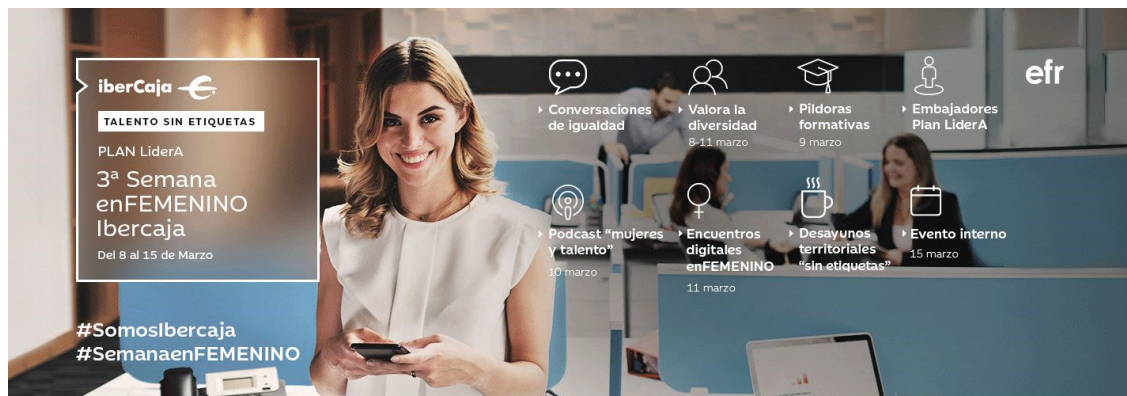 iberCaja
TALENTO SIN ETIQUETAS
PLAN LiderA
3ª Semana
enFEMENINO
Ibercaja
Del 8 al 15 de Marzo
#SomosIbercaja
#SemanaenFEMENINO
Conversaciones
de igualdad
Valora la
diversidad
8-11 marzo
Píldoras
formativas
9 marzo
Embajadores
Plan LiderA
efr
Podcast “mujeres
y talento”
10 marzo
Encuentros
digitales
enFEMENINO
11 marzo
Desayunos
territoriales
“sin etiquetas”
Evento interno
15 marzo